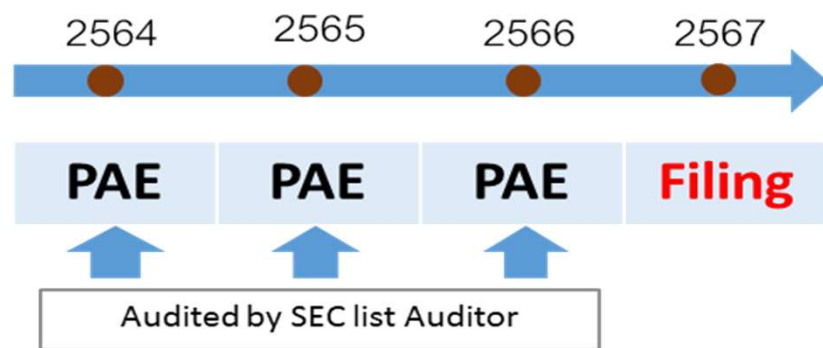 2564 2565 2566 2567
PAE PAE PAE Filing
Audited by SEC list Auditor